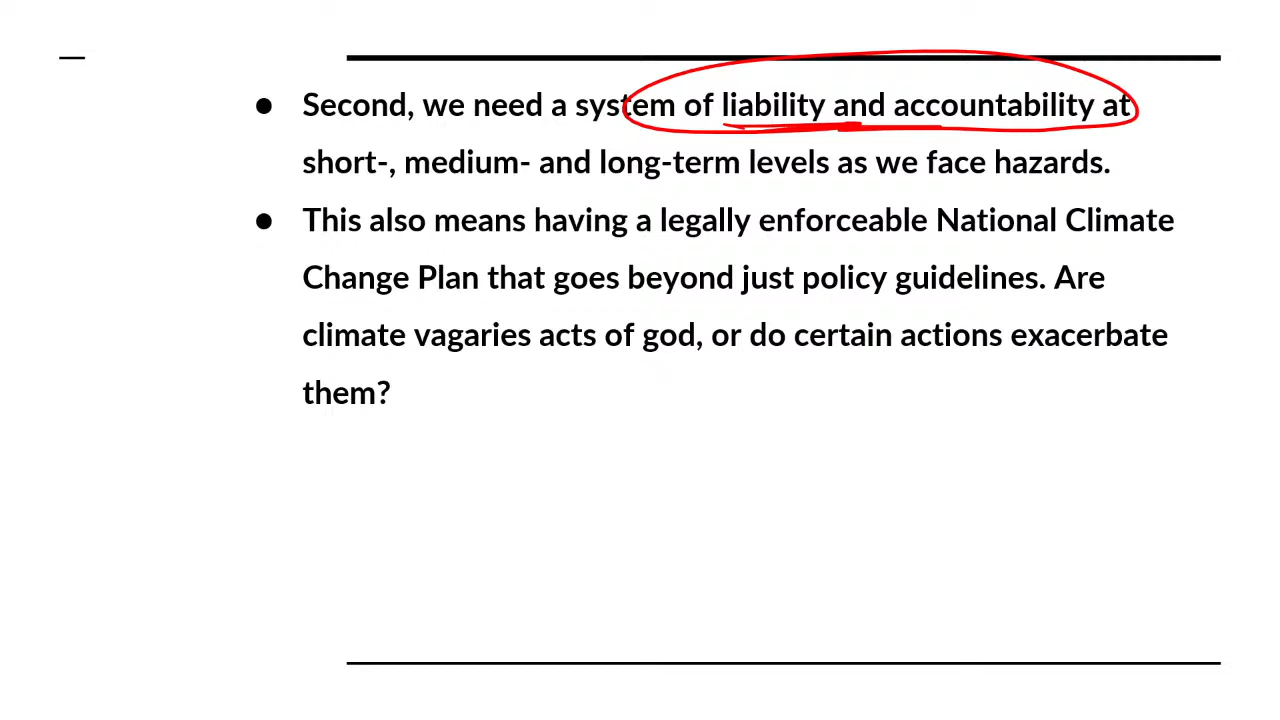 ● Second, we need a system of liability and accountability at
short-, medium- and long-term levels as we face hazards.
● This also means having a legally enforceable National Climate
Change Plan that goes beyond just policy guidelines. Are
climate vagaries acts of god, or do certain actions exacerbate
them?